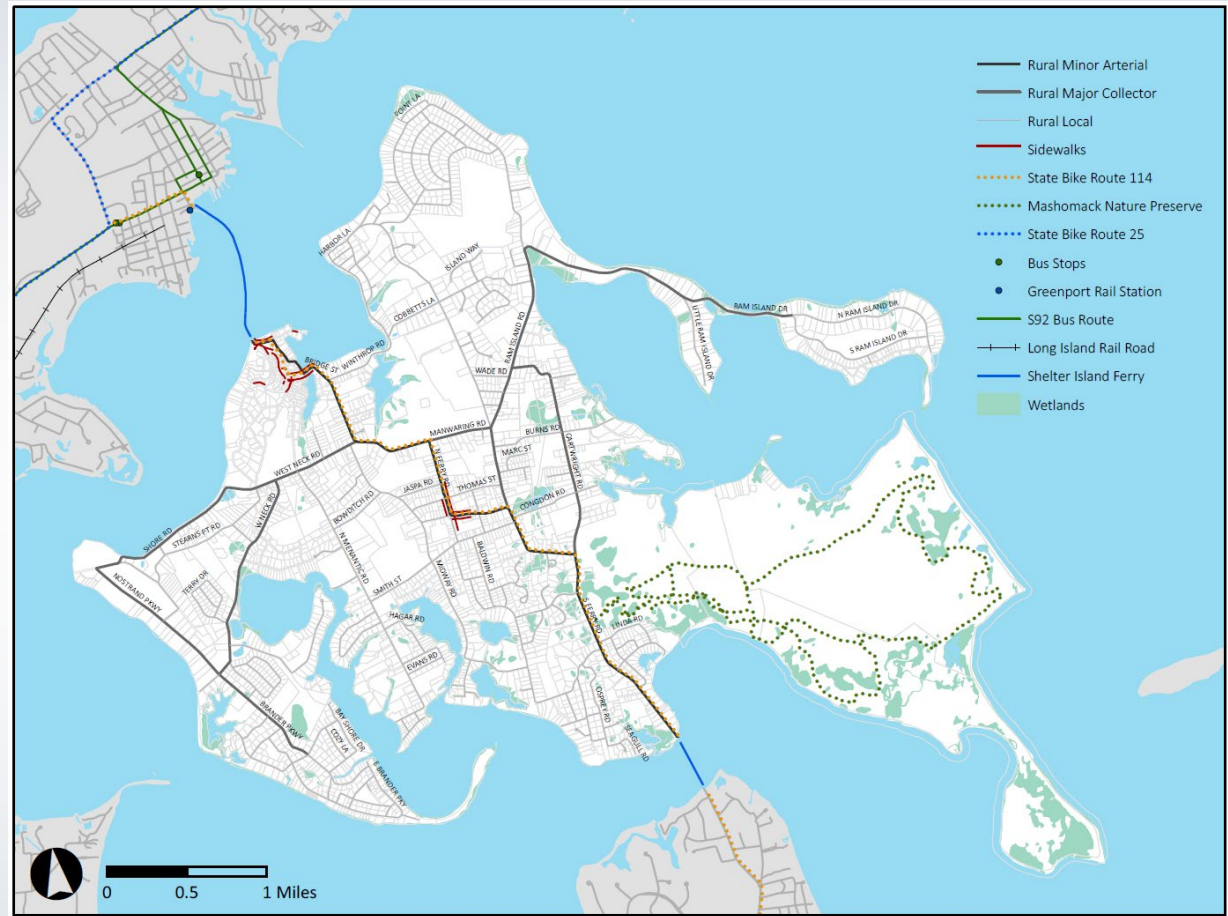 Rural Minor Arterial
Rural Major Collector
Rural Local
Sidewalks
State Bike Route 114
Mashomack Nature Preserve
State Bike Route 25
Bus Stops
Greenport Rail Station
S92 Bus Route
Long Island Rail Road
Shelter Island Ferry
Wetlands
POINT LA
HARBOR LA
ISLAND WAY
COBBETTS LA
RAM ISLAND RD
RAM ISLAND DR
N RAM ISLAND DR
S RAM ISLAND DR
LITTLE RAM ISLAND DR
BRIDGE ST
WINTHROP RD
WADE RD
MANWARING RD
BURNS RD
CARTWRIGHT RD
MARC ST
N FERRY RD
WEST NECK RD
JASPA RD
THOMAS ST
CONGDON RD
W NECK RD
BOWDITCH RD
SHORE RD
STEARNS PT RD
N MENANTIC RD
MIDWAY RD
BALDWIN RD
SMITH ST
NOSTRAND PKWY
TERRY DR
HAGAR RD
S FERRY RD
LINDA RD
EVANS RD
OSPREY RD
SEAGULL RD
BRANDER PKWY
BAY SHORE DR
COZY LA
E BRANDER PKY
0 0.5 1 Miles